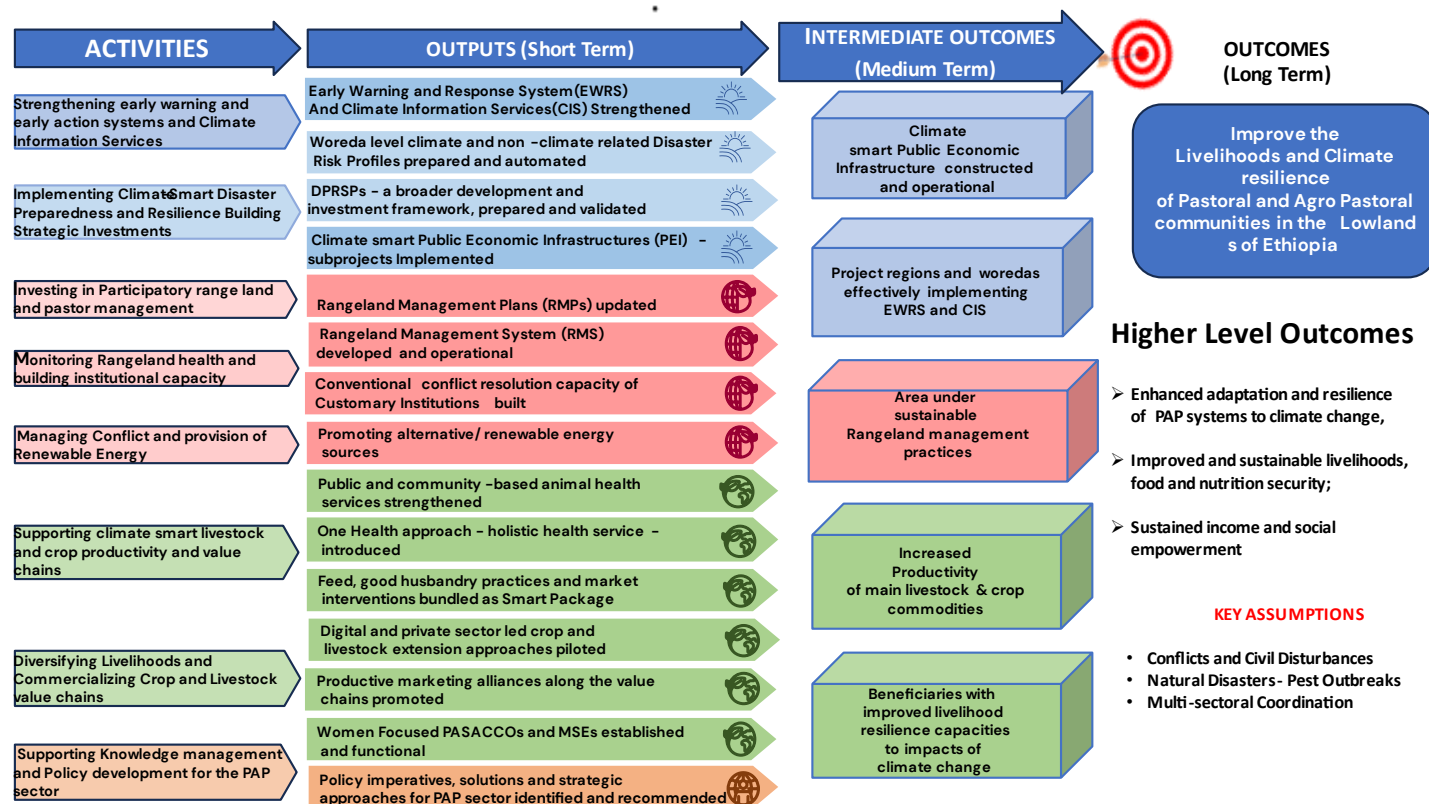 ACTIVITIES
Strengthening early warning and
early action systems and Climate
Information Services
Implementing Climate-Smart Disaster
Preparedness and Resilience Building
Strategic Investments
Investing in Participatory range land
and pastor management
Monitoring Rangeland health and
building institutional capacity
Managing Conflict and provision of
Renewable Energy
Supporting climate smart livestock
and crop productivity and value
chains
Diversifying Livelihoods and
Commercializing Crop and Livestock
value chains
Supporting Knowledge management
and Policy development for the PAP
sector
OUTPUTS (Short Term)
Early Warning and Response System(EWRS)
And Climate Information Services(CIS) Strengthened
Woreda level climate and non -climate related Disaster
Risk Profiles prepared and automated
DPRSPs - a broader development and
investment framework, prepared and validated
Climate smart Public Economic Infrastructures (PEI) -
subprojects Implemented
Rangeland Management Plans (RMPs) updated
Rangeland Management System (RMS)
developed and operational
Conventional conflict resolution capacity of
Customary Institutions built
Promoting alternative/ renewable energy
sources
Public and community -based animal health
services strengthened
One Health approach - holistic health service -
introduced
Feed, good husbandry practices and market
interventions bundled as Smart Package
Digital and private sector led crop and
livestock extension approaches piloted
Productive marketing alliances along the value
chains promoted
Women Focused PASACCOs and MSEs established
and functional
Policy imperatives, solutions and strategic
approaches for PAP sector identified and recommended
INTERMEDIATE OUTCOMES
(Medium Term)
Climate
smart Public Economic
Infrastructure constructed
and operational
Project regions and woredas
effectively implementing
EWRS and CIS
Area under
sustainable
Rangeland management
practices
Increased
Productivity
of main livestock & crop
commodities
Beneficiaries with
improved livelihood
resilience capacities
to impacts of
climate change
OUTCOMES
(Long Term)
Improve the
Livelihoods and Climate
resilience
of Pastoral and Agro Pastoral
communities in the Lowland
s of Ethiopia
Higher Level Outcomes
➢ Enhanced adaptation and resilience
of PAP systems to climate change,
➢ Improved and sustainable livelihoods,
food and nutrition security;
➢ Sustained income and social
empowerment
KEY ASSUMPTIONS
• Conflicts and Civil Disturbances
• Natural Disasters- Pest Outbreaks
• Multi-sectoral Coordination